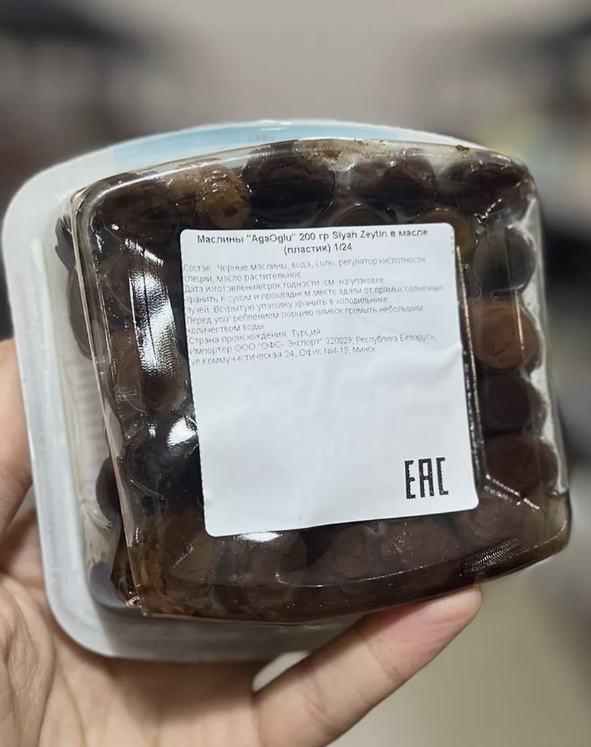 Маслины "AgaOglu" 200 гр Siyah Zeytin в масле
(пластик) 1/24
Состав: Черные маслины, вода, соль, регулятор кислотности,
специи, масло растительное.
Дата изготовления/срок годности: см. на упаковке.
Хранить в сухом и прохладном месте вдали от прямых солнечных
лучей. Вскрытую упаковку хранить в холодильнике.
Перед употреблением порцию оливок промыть небольшим
количеством воды.
Страна происхождения: Турция
Импортер ООО "ОФС- Экспорт" 220029, Республика Беларусь,
ул Коммунистическая 24, Офис №4-13, Минск
EAC